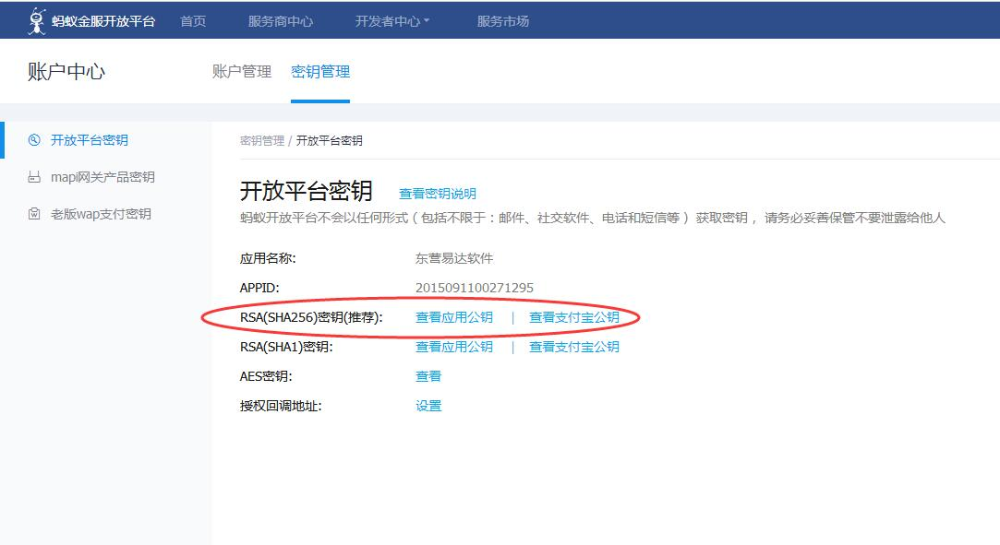 蚂蚁金服开放平台 首页 服务商中心 开发者中心 服务市场
账户中心 账户管理 密钥管理
开放平台密钥
mapi网关产品密钥
老版wap支付密钥
密钥管理 / 开放平台密钥
开放平台密钥 查看密钥说明
蚂蚁开放平台不会以任何形式（包括不限于：邮件、社交软件、电话和短信等）获取密钥，请务必妥善保管不要泄露给他人
应用名称: 东营易达软件
APPID: 2015091100271295
RSA(SHA256)密钥(推荐): 查看应用公钥 | 查看支付宝公钥
RSA(SHA1)密钥: 查看应用公钥 | 查看支付宝公钥
AES密钥: 查看
授权回调地址: 设置